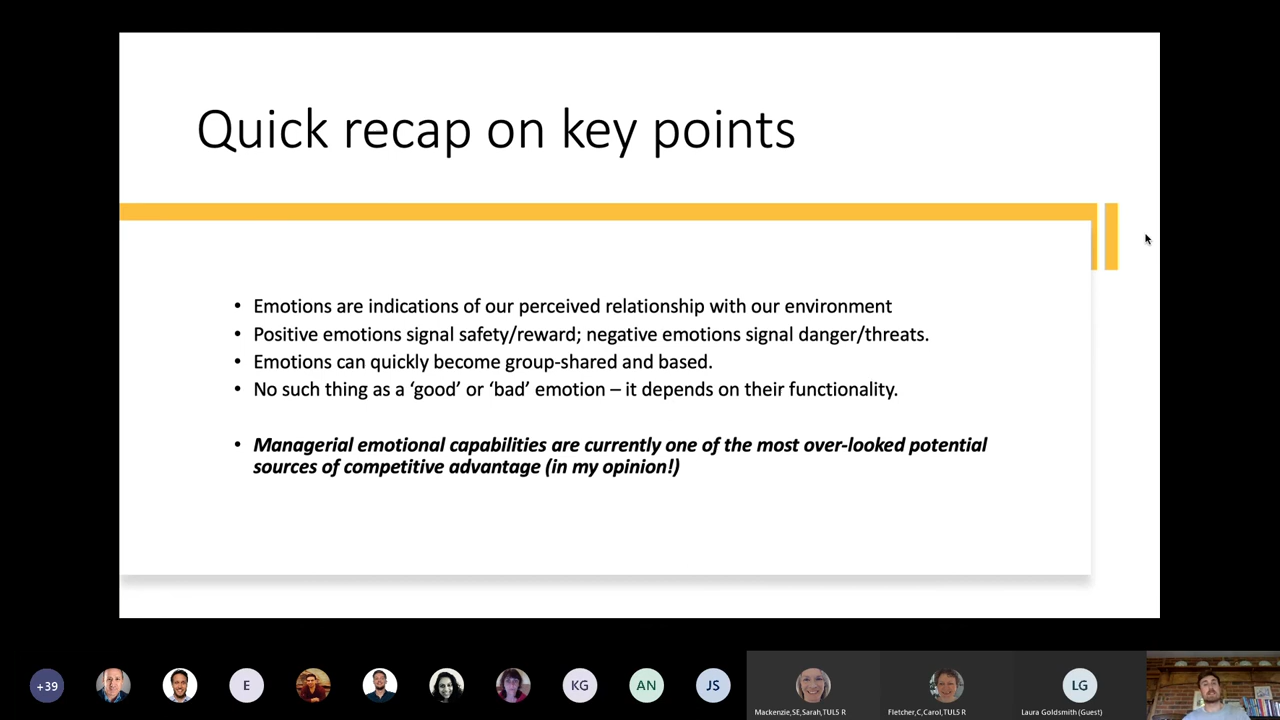 Quick recap on key points
• Emotions are indications of our perceived relationship with our environment
• Positive emotions signal safety/reward; negative emotions signal danger/threats.
• Emotions can quickly become group-shared and based.
• No such thing as a ‘good’ or ‘bad’ emotion – it depends on their functionality.
• Managerial emotional capabilities are currently one of the most over-looked potential
sources of competitive advantage (in my opinion!)
+39
E
KG
AN
JS
LG
Mackenzie,SE,Sarah,TUL5 R
Fletcher,C,Carol,TUL5 R
Laura Goldsmith (Guest)